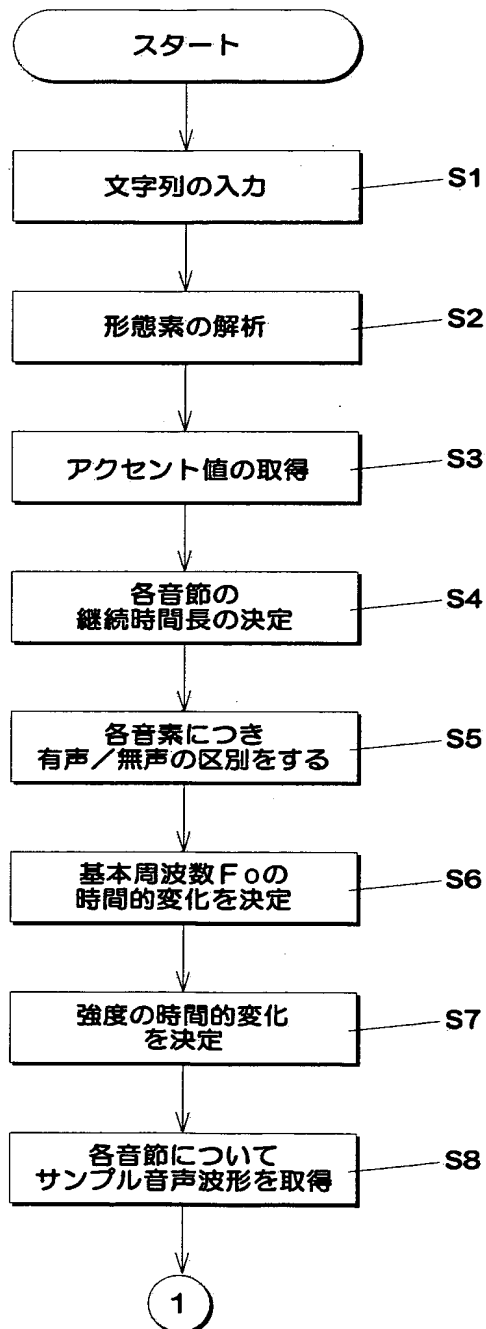 スタート
文字列の入力
S1
形態素の解析
S2
アクセント値の取得
S3
各音節の
継続時間長の決定
S4
各音素につき
有声／無声の区別をする
S5
基本周波数Ｆｏの
時間的変化を決定
S6
強度の時間的変化
を決定
S7
各音節について
サンプル音声波形を取得
S8
1